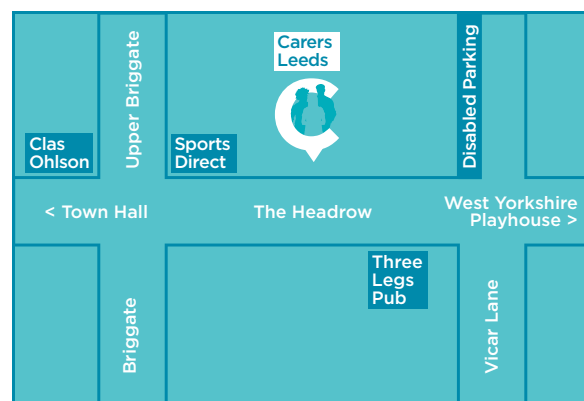 Carers
Leeds
Upper Briggate
Disabled Parking
Clas
Ohlson
Sports
Direct
< Town Hall
The Headrow
West Yorkshire
Playhouse >
Three
Legs
Pub
Briggate
Vicar Lane